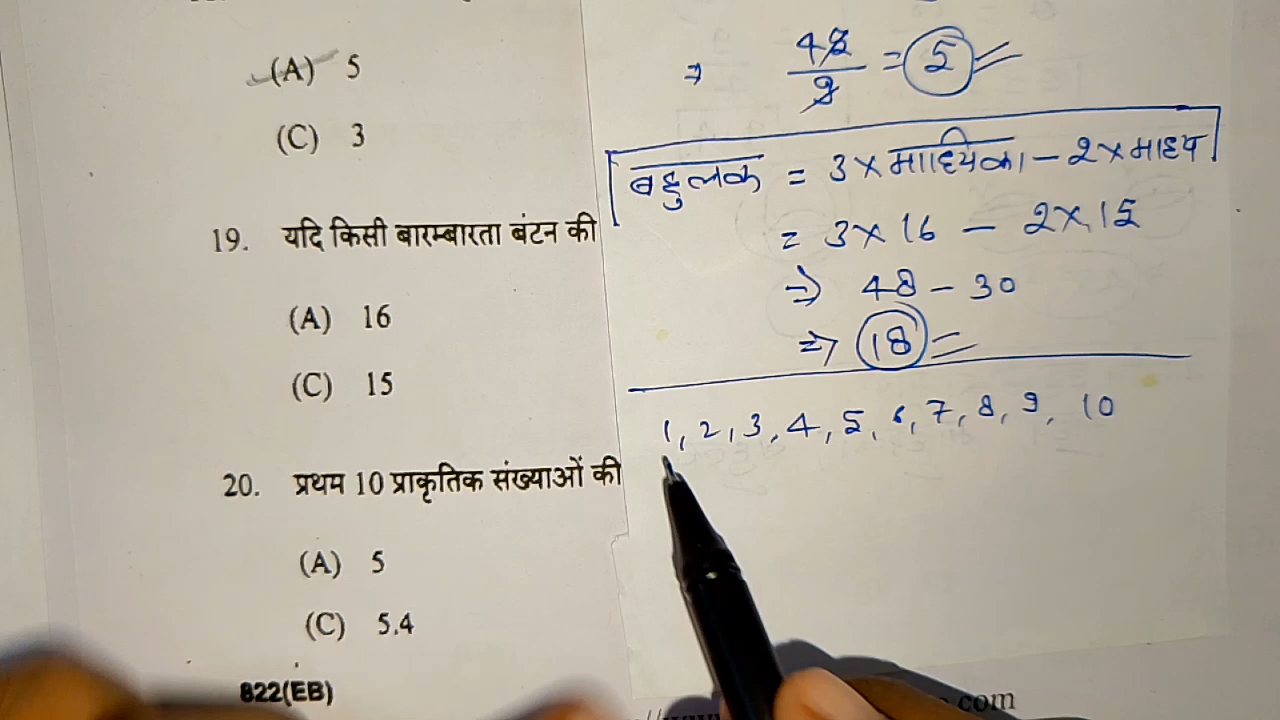 (A) 5
(C) 3
19. यदि किसी बारम्बारता बंटन की
(A) 16
(C) 15
20. प्रथम 10 प्राकृतिक संख्याओं की
(A) 5
(C) 5.4
822(EB)
⇒ 45/9 = 5
बहुलक = 3 × माध्यिका - 2 × माध्य
= 3 × 16 - 2 × 15
⇒ 48 - 30
⇒ 18
1, 2, 3, 4, 5, 6, 7, 8, 9, 10
.com